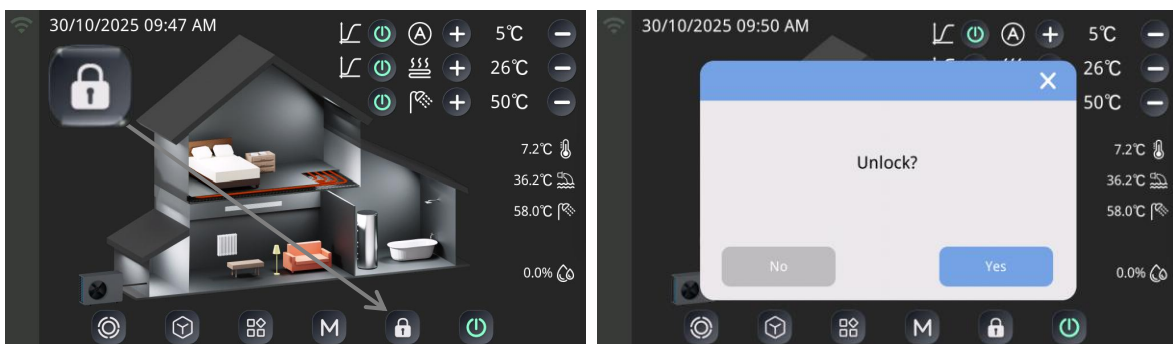 30/10/2025 09:47 AM
A
5℃
26℃
50℃
7.2℃
36.2℃
58.0℃
0.0%
M
30/10/2025 09:50 AM
A
5℃
26℃
50℃
Unlock?
No
Yes
7.2℃
36.2℃
58.0℃
0.0%
M